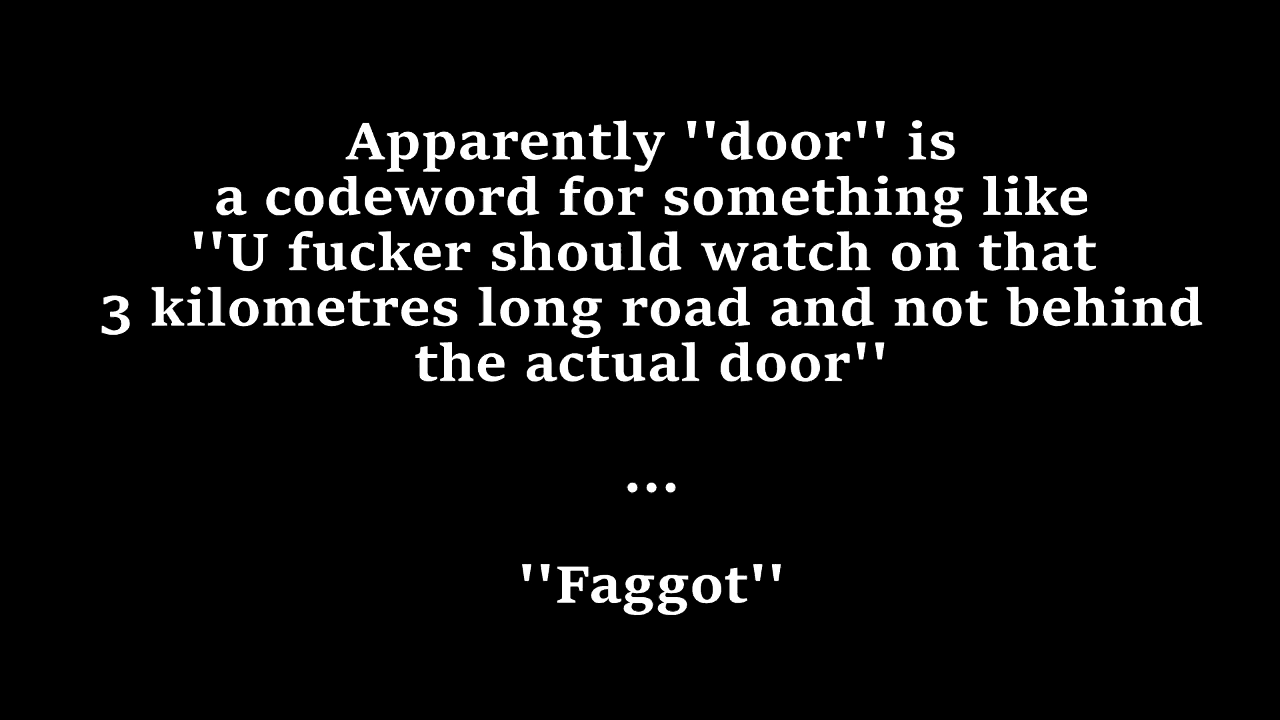 Apparently ''door'' is
a codeword for something like
''U fucker should watch on that
3 kilometres long road and not behind
the actual door''
...
''Faggot''